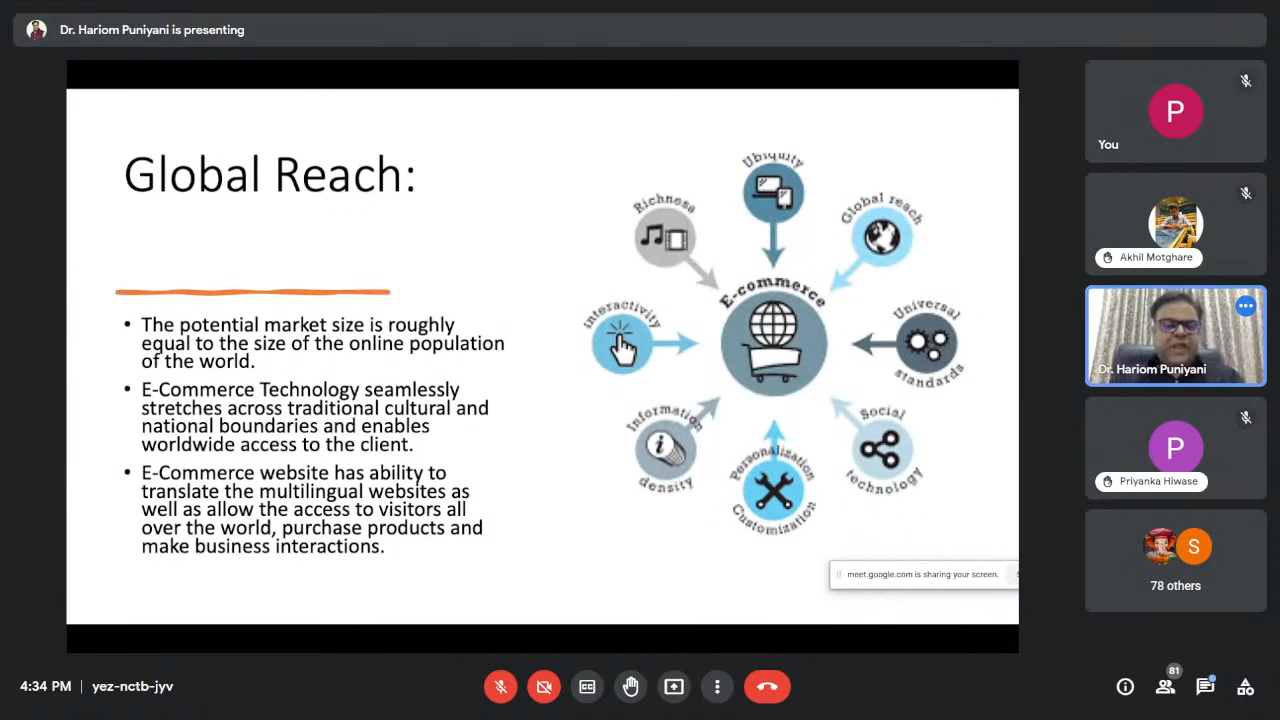 Dr. Hariom Puniyani is presenting
Global Reach:
• The potential market size is roughly
equal to the size of the online population
of the world.
• E-Commerce Technology seamlessly
stretches across traditional cultural and
national boundaries and enables
worldwide access to the client.
• E-Commerce website has ability to
translate the multilingual websites as
well as allow the access to visitors all
over the world, purchase products and
make business interactions.
Ubiquity
Richness
Global reach
E-commerce
Interactivity
Universal
standards
Information
density
Social
technology
Personalization
Customization
i
meet.google.com is sharing your screen.
P
You
Akhil Motghare
Dr. Hariom Puniyani
P
Priyanka Hiwase
S
78 others
4:34 PM | yez-nctb-jyv
CC
81